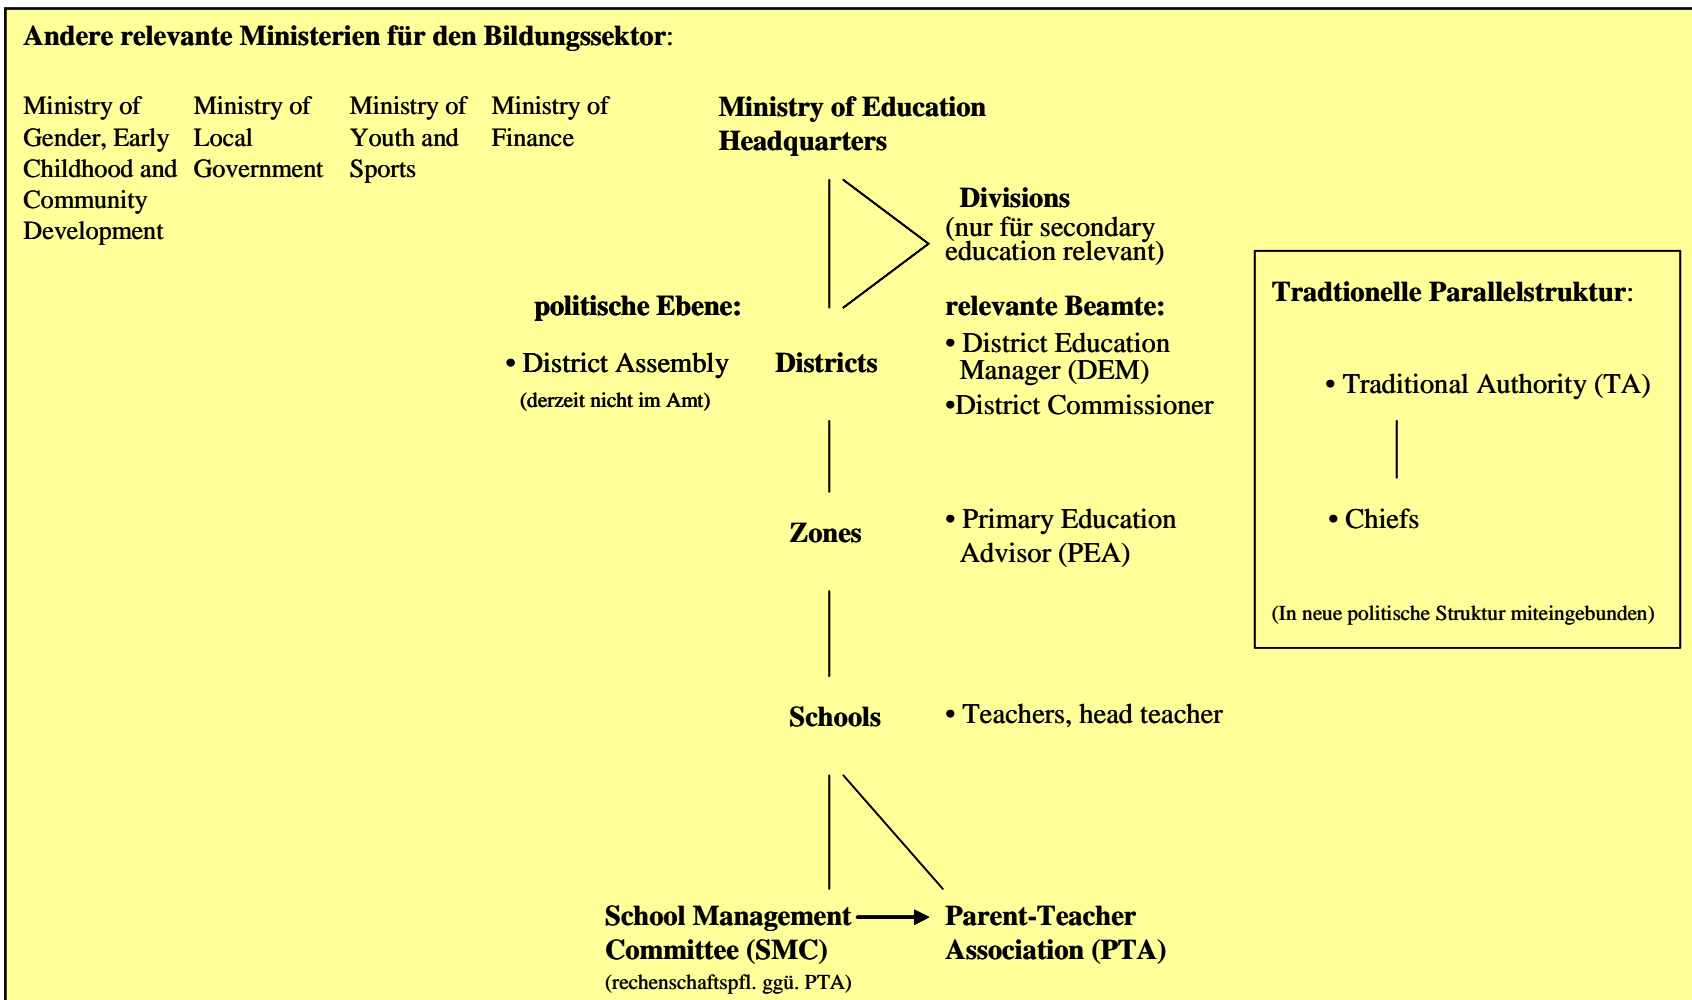 Andere relevante Ministerien für den Bildungssektor:
Ministry of
Gender, Early
Childhood and
Community
Development
Ministry of
Local
Government
Ministry of
Youth and
Sports
Ministry of
Finance
Ministry of Education
Headquarters
Divisions
(nur für secondary
education relevant)
politische Ebene:
• District Assembly
(derzeit nicht im Amt)
Districts
relevante Beamte:
• District Education
Manager (DEM)
•District Commissioner
Zones
• Primary Education
Advisor (PEA)
Schools
• Teachers, head teacher
School Management
Committee (SMC)
(rechenschaftspfl. ggü. PTA)
Parent-Teacher
Association (PTA)
Tradtionelle Parallelstruktur:
• Traditional Authority (TA)
• Chiefs
(In neue politische Struktur miteingebunden)